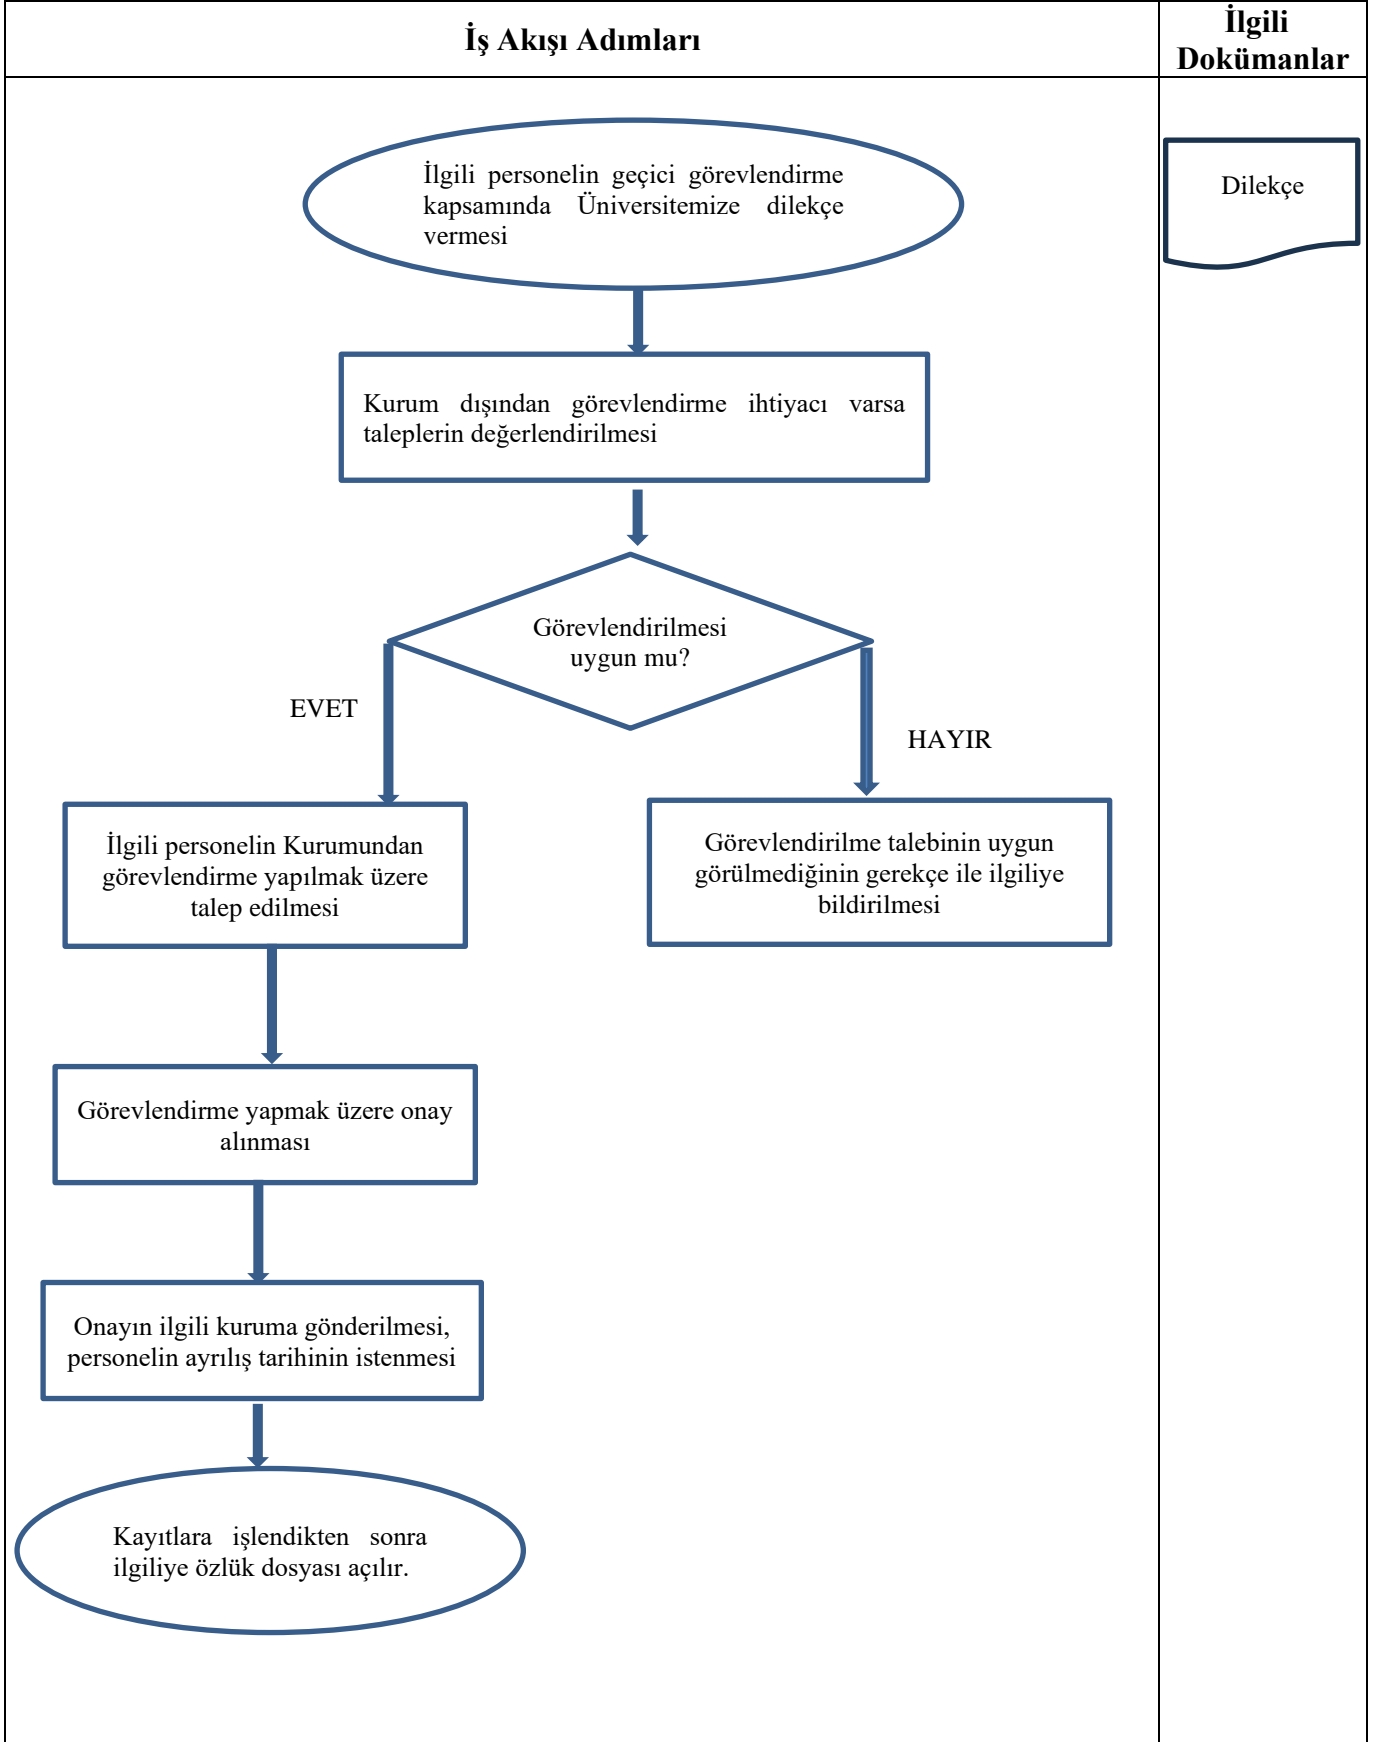 İş Akışı Adımları
İlgili
Dokümanlar
İlgili personelin geçici görevlendirme
kapsamında Üniversitemize dilekçe
vermesi
Dilekçe
Kurum dışından görevlendirme ihtiyacı varsa
taleplerin değerlendirilmesi
Görevlendirilmesi
uygun mu?
EVET
HAYIR
İlgili personelin Kurumundan
görevlendirme yapılmak üzere
talep edilmesi
Görevlendirilme talebinin uygun
görülmediğinin gerekçe ile ilgiliye
bildirilmesi
Görevlendirme yapmak üzere onay
alınması
Onayın ilgili kuruma gönderilmesi,
personelin ayrılış tarihinin istenmesi
Kayıtlara işlendikten sonra
ilgiliye özlük dosyası açılır.